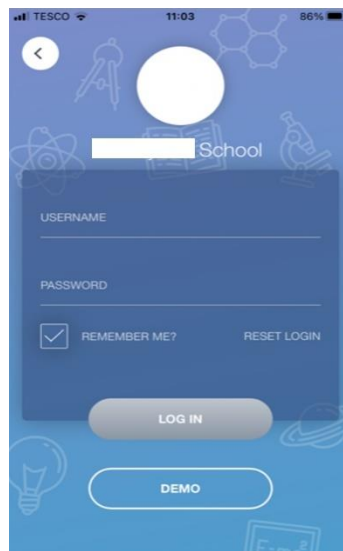 TESCO 11:03 86%
School
USERNAME
PASSWORD
REMEMBER ME? RESET LOGIN
LOG IN
DEMO